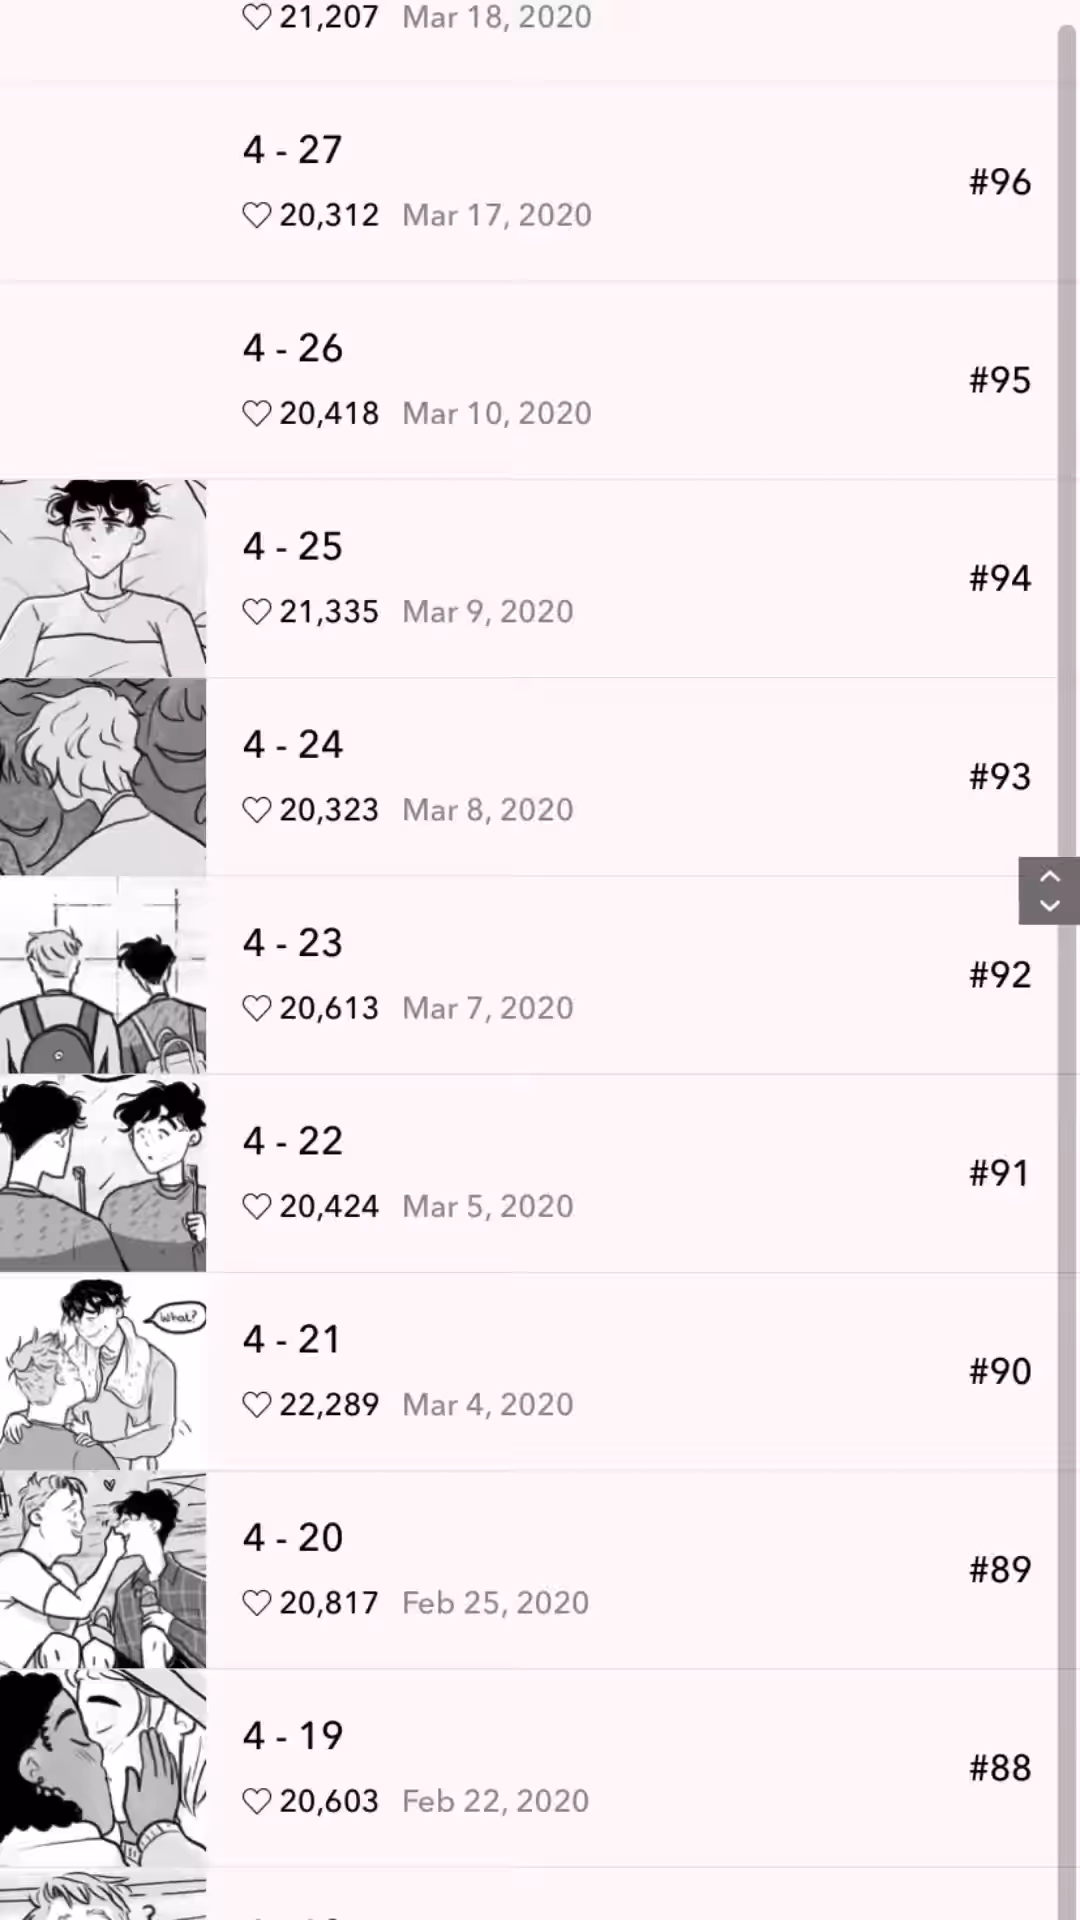 ♡ 21,207 Mar 18, 2020
4 - 27
♡ 20,312 Mar 17, 2020
#96
4 - 26
♡ 20,418 Mar 10, 2020
#95
4 - 25
♡ 21,335 Mar 9, 2020
#94
4 - 24
♡ 20,323 Mar 8, 2020
#93
4 - 23
♡ 20,613 Mar 7, 2020
#92
4 - 22
♡ 20,424 Mar 5, 2020
#91
What?
4 - 21
♡ 22,289 Mar 4, 2020
#90
4 - 20
♡ 20,817 Feb 25, 2020
#89
4 - 19
♡ 20,603 Feb 22, 2020
#88
?